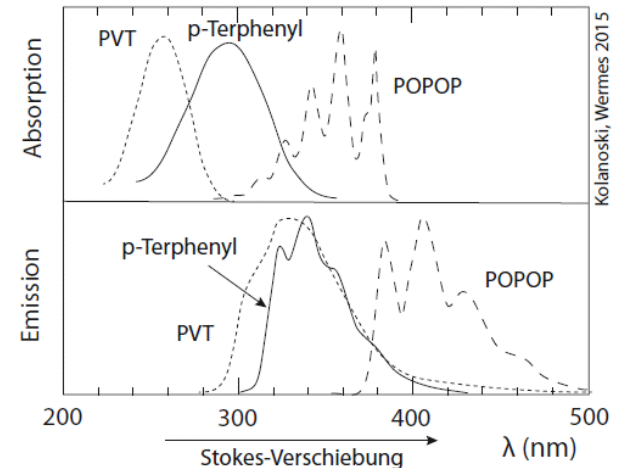 PVT
p-Terphenyl
POPOP
Absorption
Kolanoski, Wermes 2015
p-Terphenyl
PVT
POPOP
Emission
200 300 400 500
λ (nm)
Stokes-Verschiebung